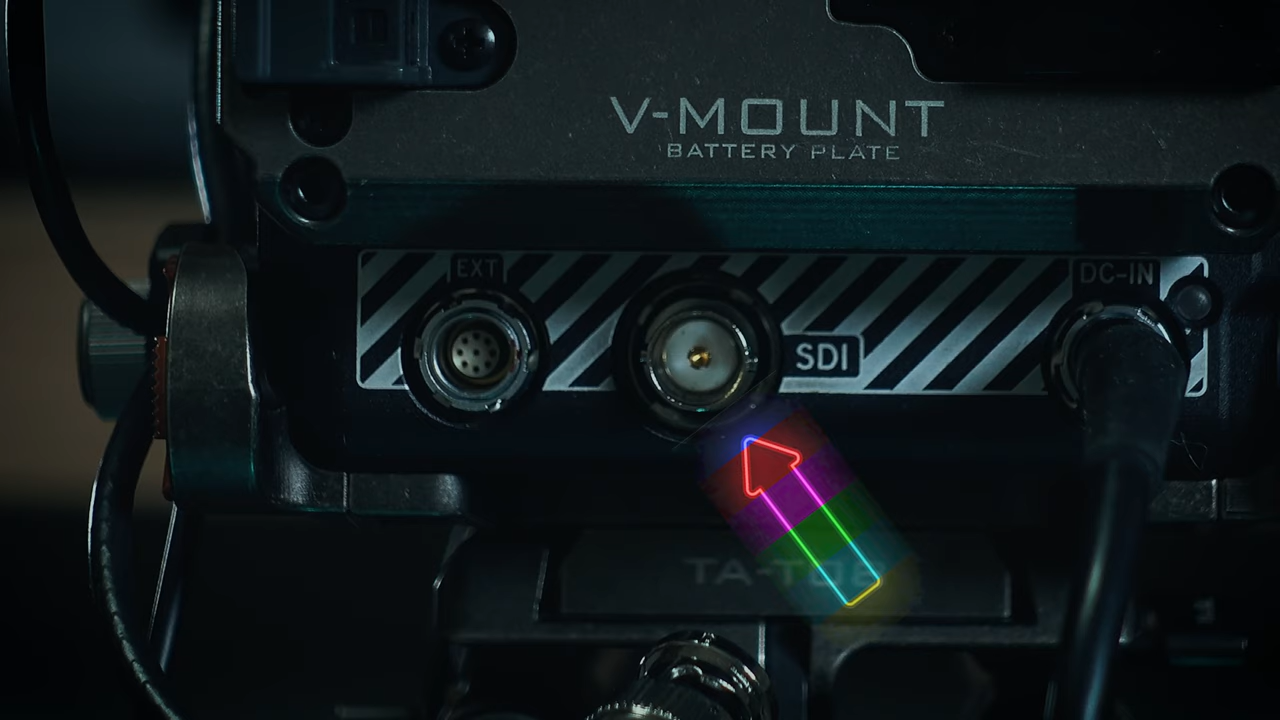 V-MOUNT
BATTERY PLATE
EXT
DC-IN
SDI